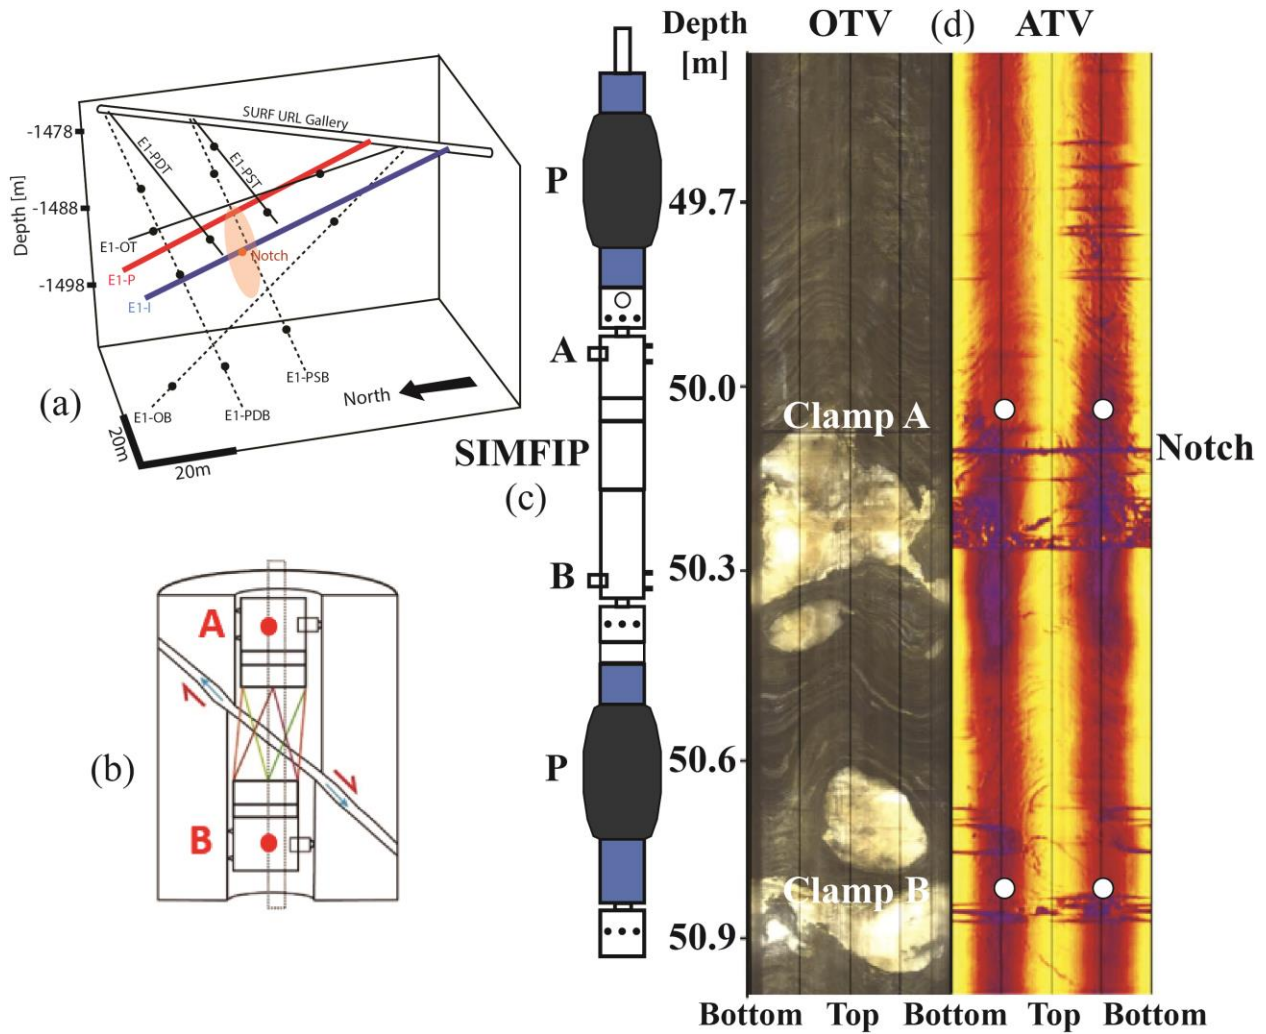 Depth
[m]
OTV
(d)
ATV
SURF URL Gallery
-1478
-1488
-1498
Depth [m]
E1-PDT
E1-PST
E1-OT
E1-P
E1-I
Notch
E1-OB
E1-PDB
E1-PSB
North
20m
20m
(a)
P
A
SIMFIP
(c)
B
P
49.7
50.0
50.3
50.6
50.9
Clamp A
Clamp B
Notch
A
B
(b)
Bottom Top Bottom Top Bottom